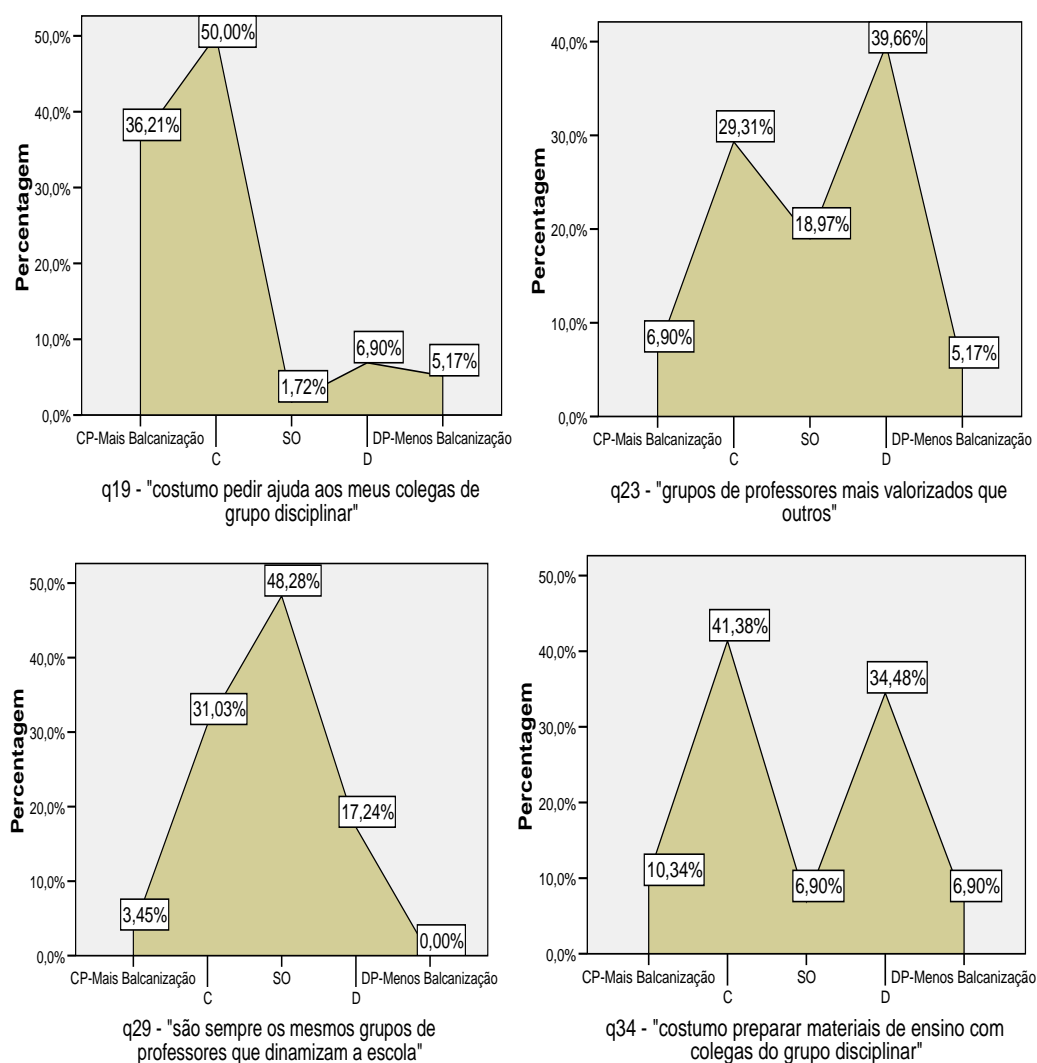 50,0%
40,0%
30,0%
20,0%
10,0%
0,0%
Percentagem
36,21%
50,00%
1,72%
6,90%
5,17%
CP-Mais Balcanização
C
SO
D
DP-Menos Balcanização
q19 - "costumo pedir ajuda aos meus colegas de
grupo disciplinar"
40,0%
30,0%
20,0%
10,0%
0,0%
Percentagem
6,90%
29,31%
18,97%
39,66%
5,17%
CP-Mais Balcanização
C
SO
D
DP-Menos Balcanização
q23 - "grupos de professores mais valorizados que
outros"
50,0%
40,0%
30,0%
20,0%
10,0%
0,0%
Percentagem
3,45%
31,03%
48,28%
17,24%
0,00%
CP-Mais Balcanização
C
SO
D
DP-Menos Balcanização
q29 - "são sempre os mesmos grupos de
professores que dinamizam a escola"
50,0%
40,0%
30,0%
20,0%
10,0%
0,0%
Percentagem
10,34%
41,38%
6,90%
34,48%
6,90%
CP-Mais Balcanização
C
SO
D
DP-Menos Balcanização
q34 - "costumo preparar materiais de ensino com
colegas do grupo disciplinar"